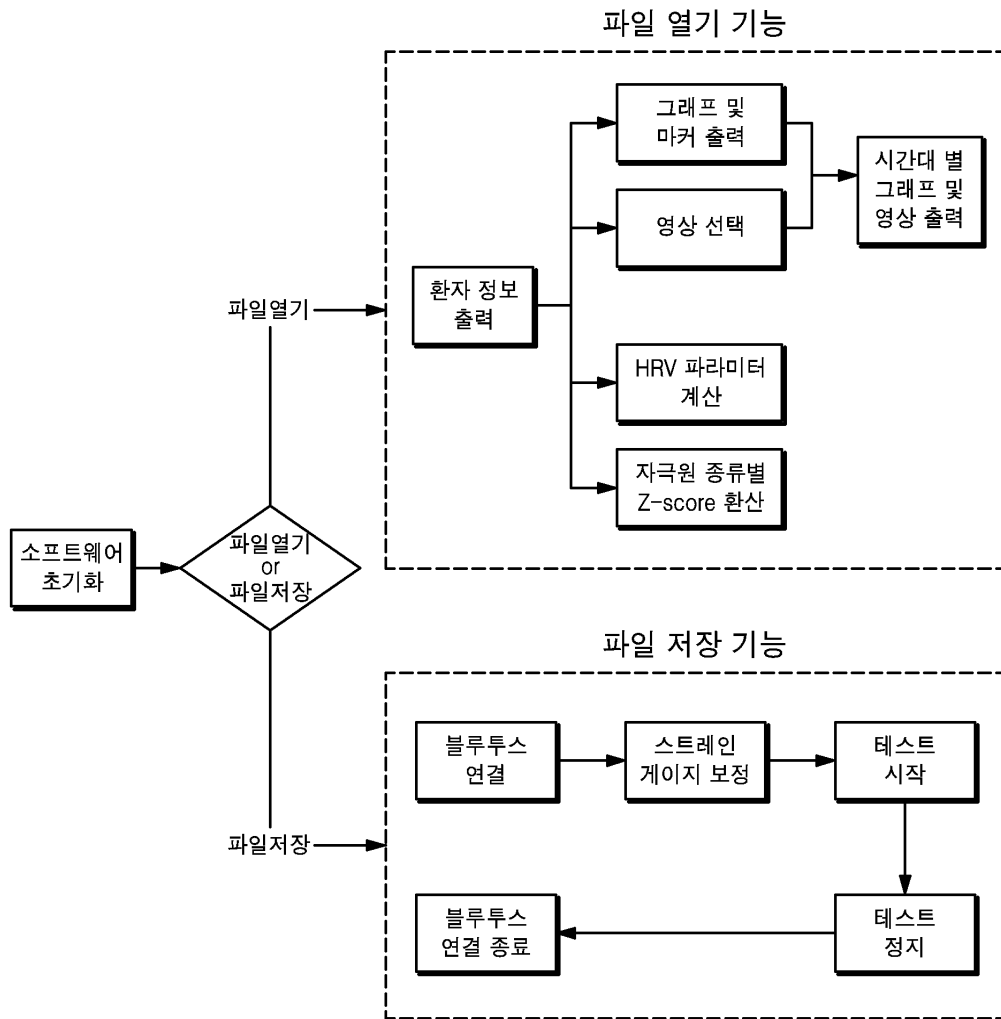 파일 열기 기능
그래프 및
마커 출력
시간대 별
그래프 및
영상 출력
영상 선택
환자 정보
출력
파일열기
HRV 파라미터
계산
자극원 종류별
Z-score 환산
소프트웨어
초기화
파일열기
or
파일저장
파일 저장 기능
블루투스
연결
스트레인
게이지 보정
테스트
시작
파일저장
블루투스
연결 종료
테스트
정지